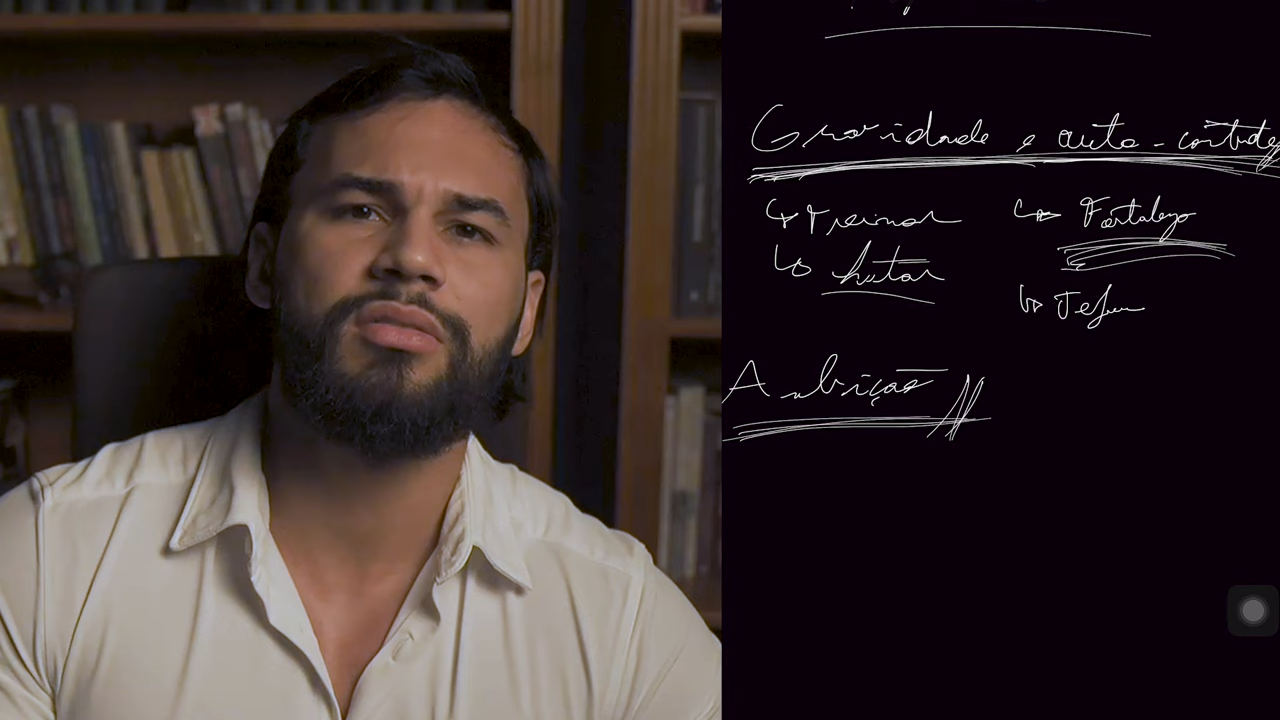 Gravidade e auto-controle
↳ Treinar
↳ lutar
↳ Fortaleza
↳ Jejum
Ambição